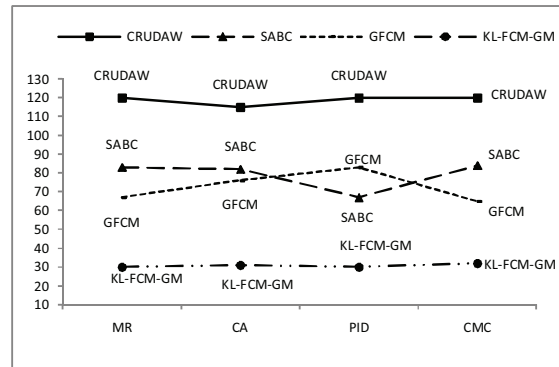 CRUDAW SABC GFCM KL-FCM-GM
130
120
110
100
90
80
70
60
50
40
30
20
10
CRUDAW CRUDAW CRUDAW CRUDAW
SABC SABC SABC SABC
GFCM GFCM GFCM GFCM
KL-FCM-GM KL-FCM-GM KL-FCM-GM KL-FCM-GM
MR CA PID CMC